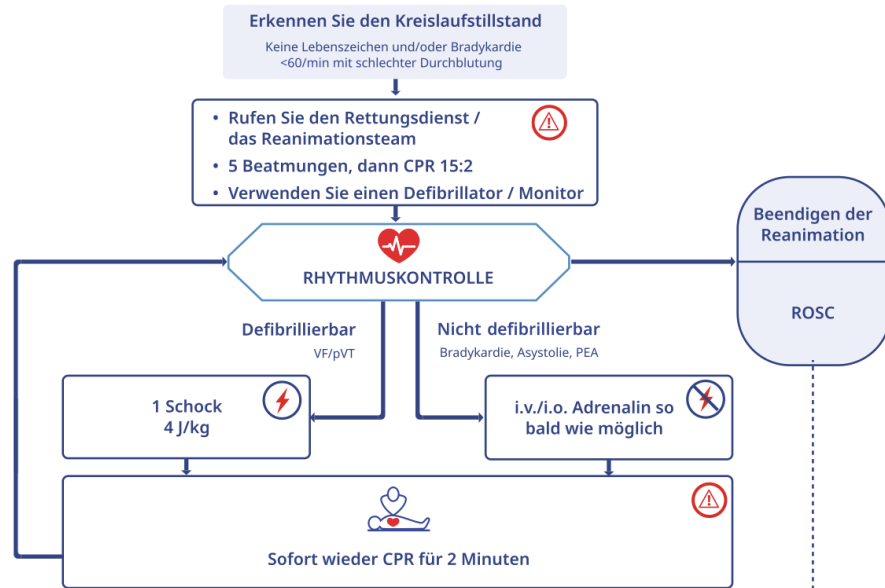 Erkennen Sie den Kreislaufstillstand
Keine Lebenszeichen und/oder Bradykardie
<60/min mit schlechter Durchblutung
• Rufen Sie den Rettungsdienst /
das Reanimationsteam
• 5 Beatmungen, dann CPR 15:2
• Verwenden Sie einen Defibrillator / Monitor
RHYTHMUSKONTROLLE
Beendigen der
Reanimation
ROSC
Defibrillierbar
VF/pVT
Nicht defibrillierbar
Bradykardie, Asystolie, PEA
1 Schock
4 J/kg
i.v./i.o. Adrenalin so
bald wie möglich
Sofort wieder CPR für 2 Minuten